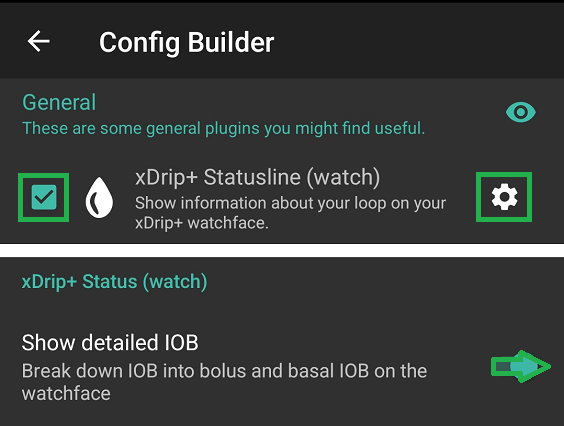 Config Builder
General
These are some general plugins you might find useful.
xDrip+ Statusline (watch)
Show information about your loop on your
xDrip+ watchface.
xDrip+ Status (watch)
Show detailed IOB
Break down IOB into bolus and basal IOB on the
watchface